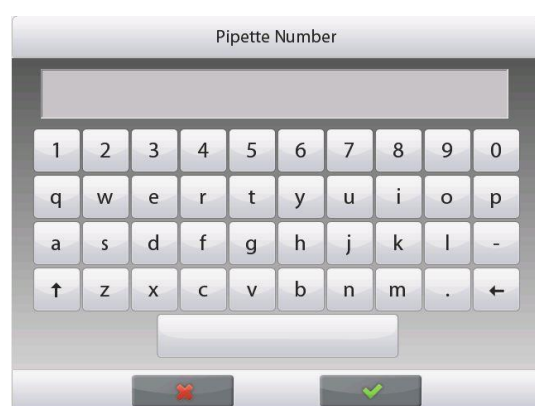 Pipette Number
1 2 3 4 5 6 7 8 9 0
q w e r t y u i o p
a s d f g h j k l -
↑ z x c v b n m . ←